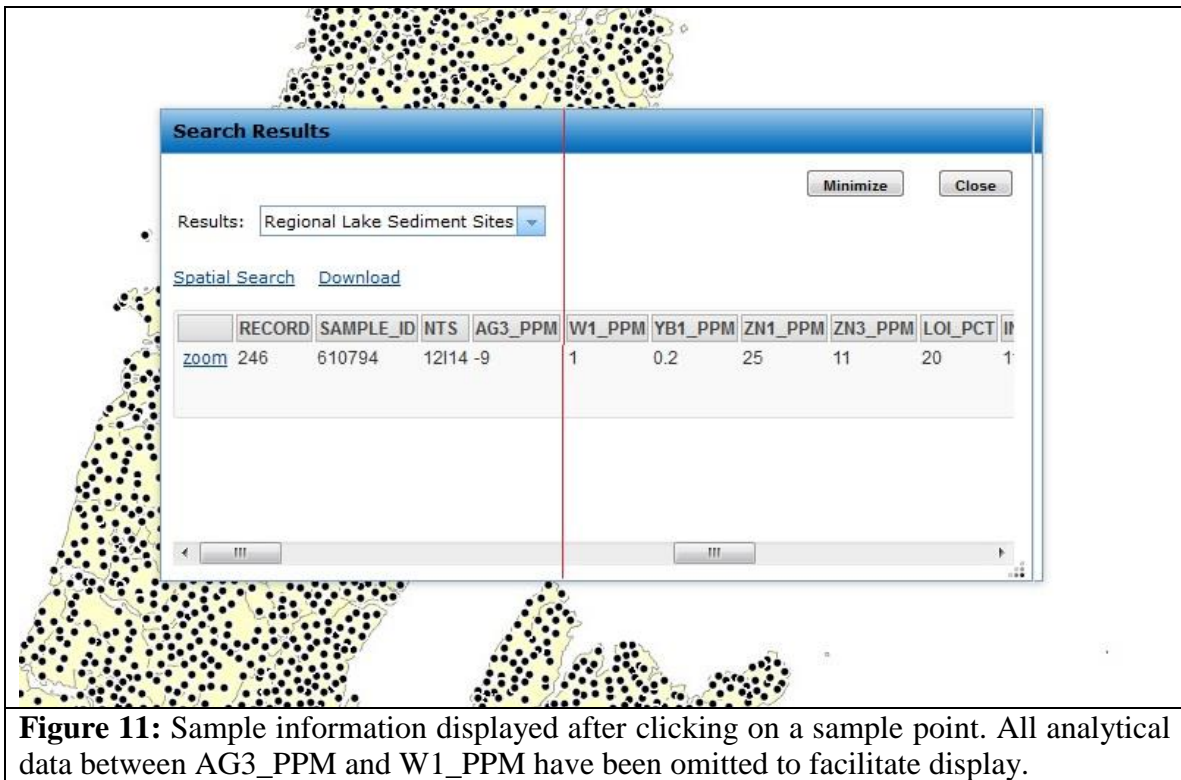 Search Results
Minimize Close
Results: Regional Lake Sediment Sites
Spatial Search Download
RECORD SAMPLE_ID NTS AG3_PPM W1_PPM YB1_PPM ZN1_PPM ZN3_PPM LOI_PCT
zoom 246 610794 12I14 -9 1 0.2 25 11 20
Figure 11: Sample information displayed after clicking on a sample point. All analytical
data between AG3_PPM and W1_PPM have been omitted to facilitate display.